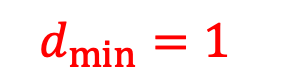 d_min = 1